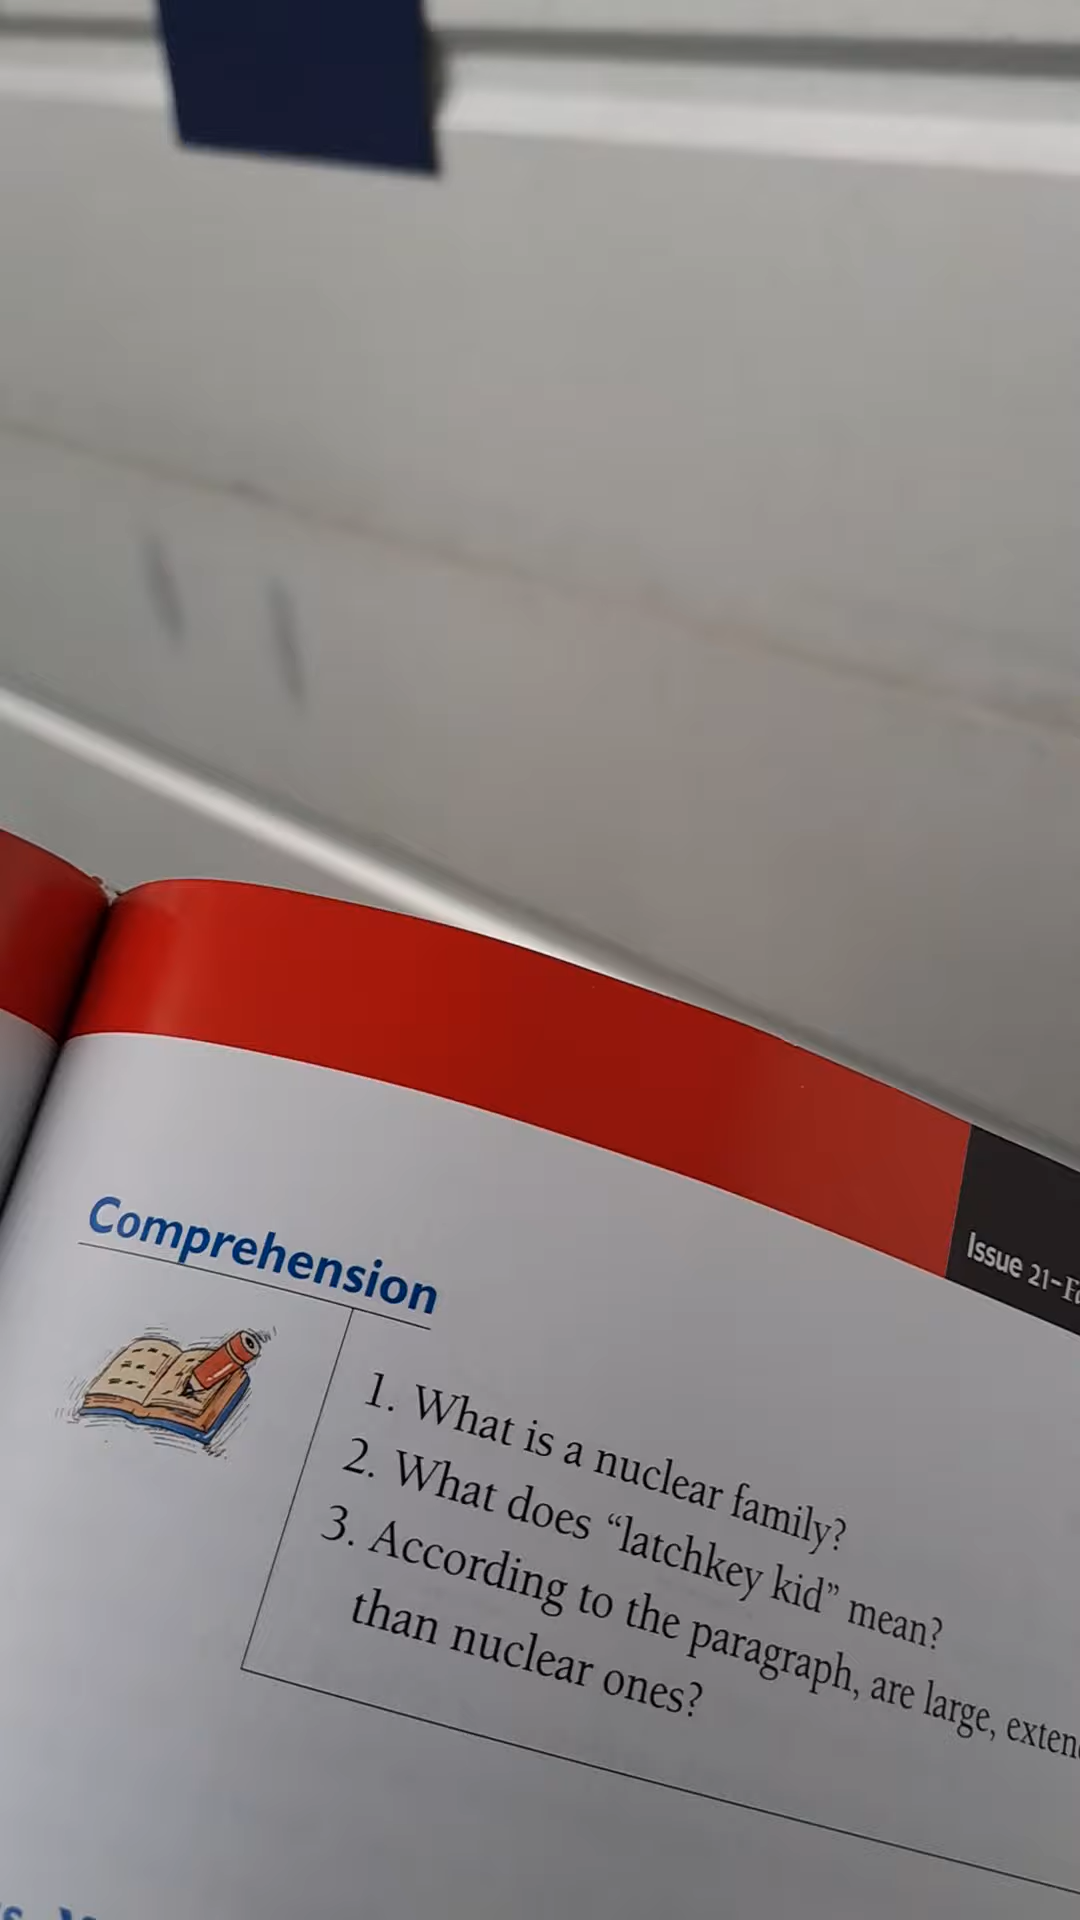 Issue 21-
Comprehension
1. What is a nuclear family?
2. What does “latchkey kid” mean?
3. According to the paragraph, are large,
than nuclear ones?